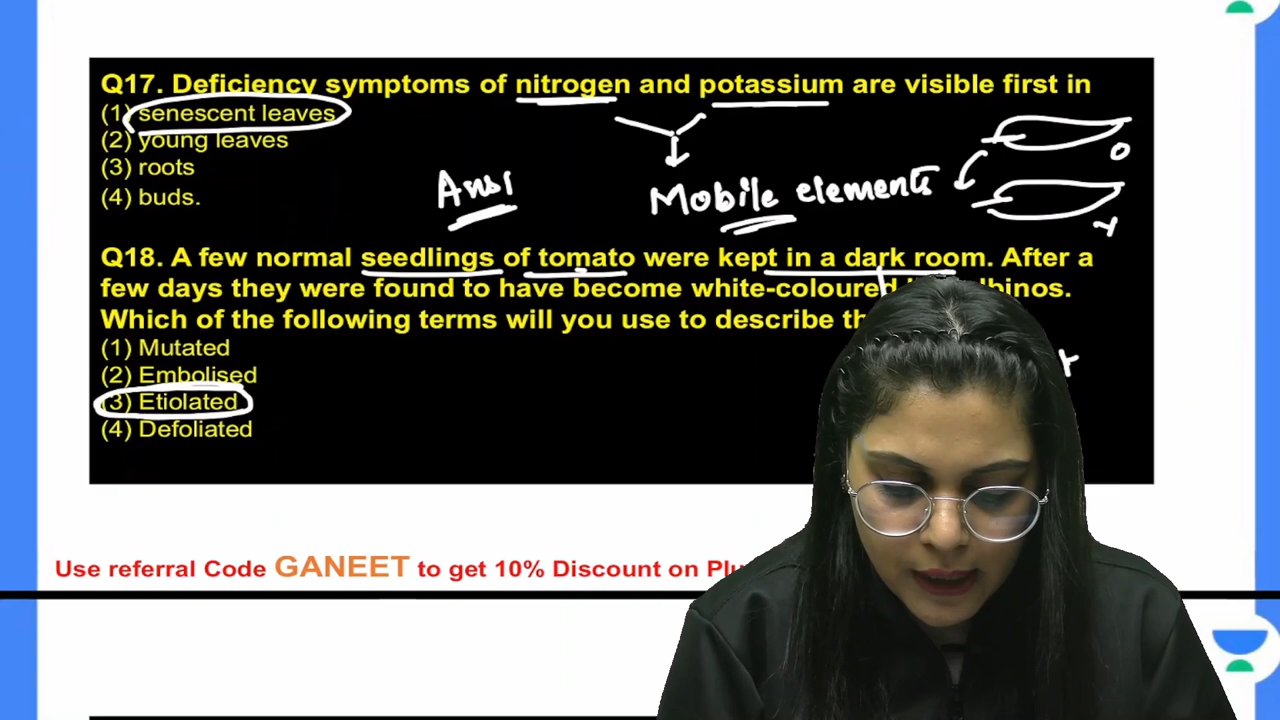 Q17. Deficiency symptoms of nitrogen and potassium are visible first in
(1) senescent leaves
(2) young leaves
(3) roots
(4) buds.
Ans1
Mobile elements
O
Y
Q18. A few normal seedlings of tomato were kept in a dark room. After a
few days they were found to have become white-coloured
Which of the following terms will you use to describe
(1) Mutated
(2) Embolised
(3) Etiolated
(4) Defoliated
Use referral Code GANEET to get 10% Discount on